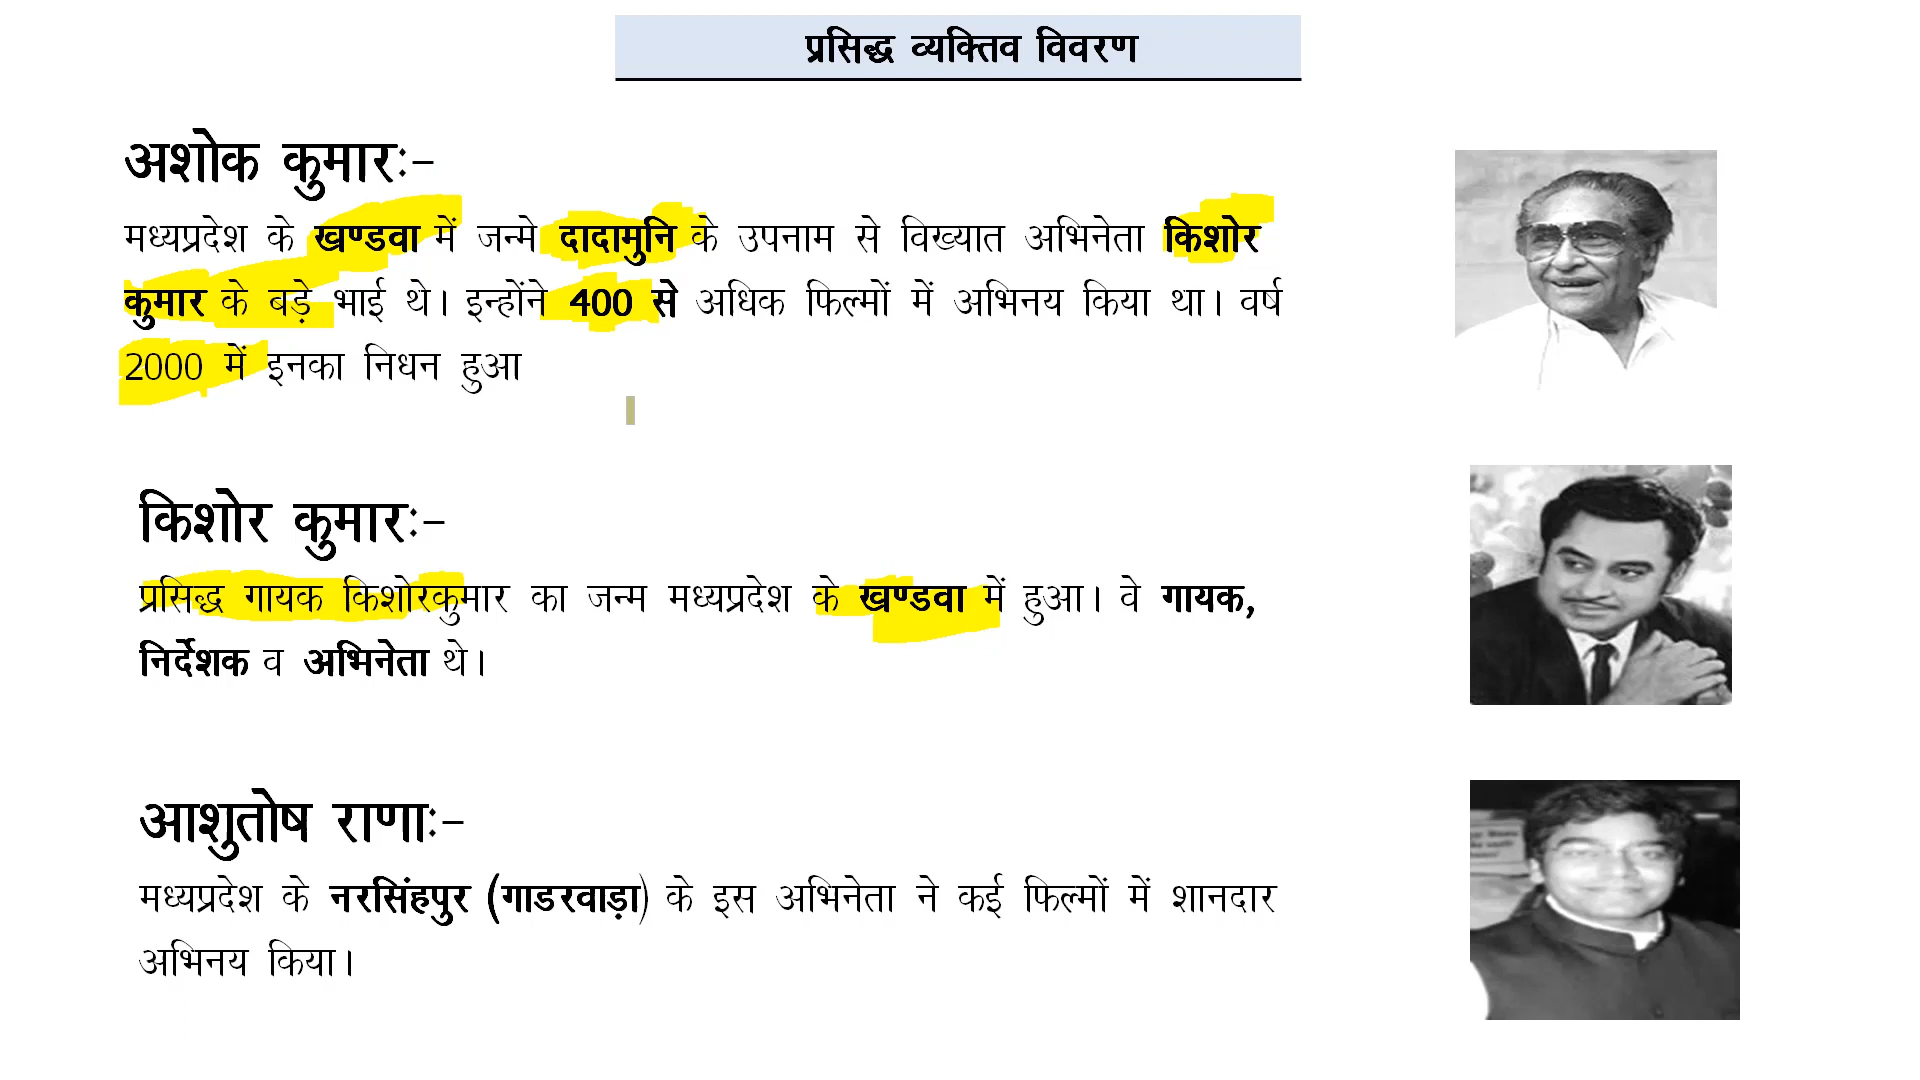 प्रसिद्ध व्यक्तिव विवरण
अशोक कुमारः-
मध्यप्रदेश के खण्डवा में जन्मे दादामुनि के उपनाम से विख्यात अभिनेता किशोर
कुमार के बड़े भाई थे। इन्होंने 400 से अधिक फिल्मों में अभिनय किया था। वर्ष
2000 में इनका निधन हुआ
किशोर कुमारः-
प्रसिद्ध गायक किशोरकुमार का जन्म मध्यप्रदेश के खण्डवा में हुआ। वे गायक,
निर्देशक व अभिनेता थे।
आशुतोष राणाः-
मध्यप्रदेश के नरसिंहपुर (गाडरवाड़ा) के इस अभिनेता ने कई फिल्मों में शानदार
अभिनय किया।